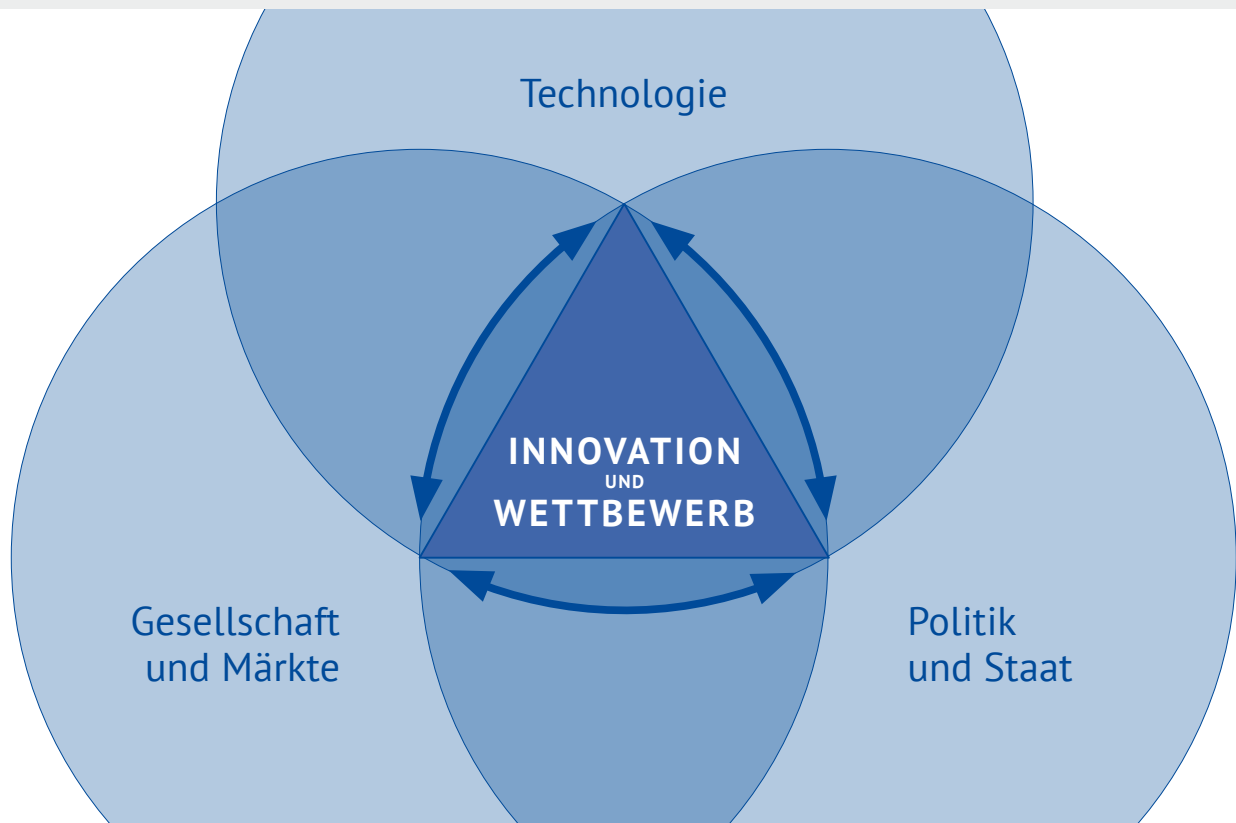 Technologie
INNOVATION
UND
WETTBEWERB
Gesellschaft
und Märkte
Politik
und Staat